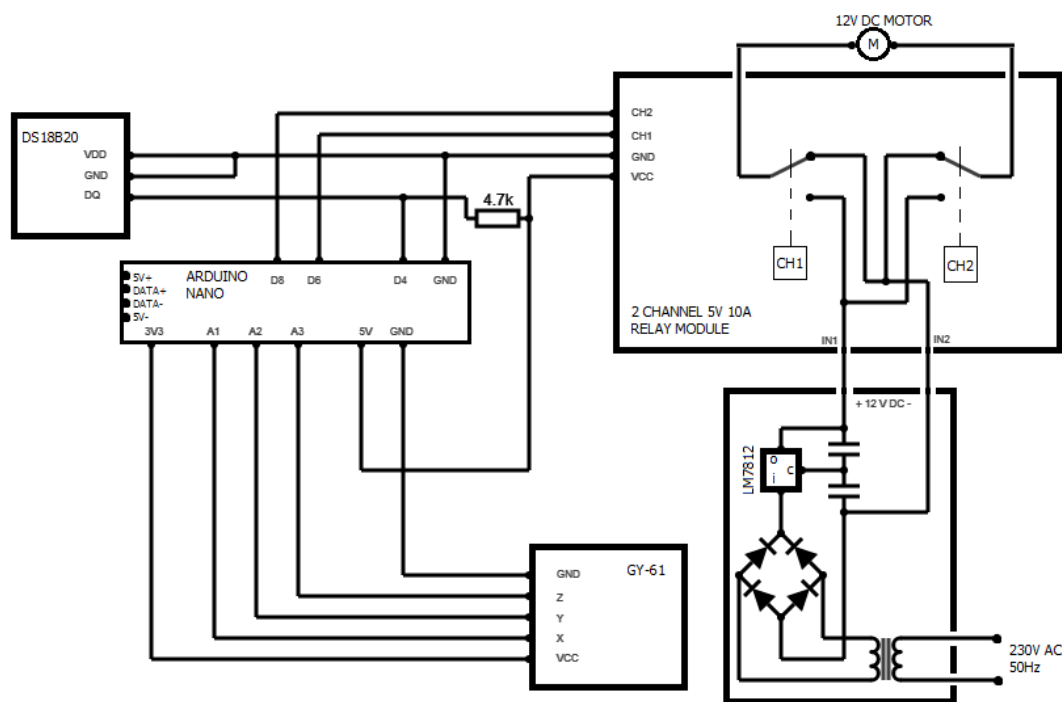 12V DC MOTOR
M
CH2
CH1
GND
VCC
CH1
CH2
2 CHANNEL 5V 10A
RELAY MODULE
IN1
IN2
DS18B20
VDD
GND
DQ
4.7k
ARDUINO
NANO
5V+
DATA+
DATA-
5V-
D8
D6
D4
GND
3V3
A1
A2
A3
5V
GND
+ 12 V DC -
LM7812
o
c
i
GY-61
GND
Z
Y
X
VCC
230V AC
50Hz